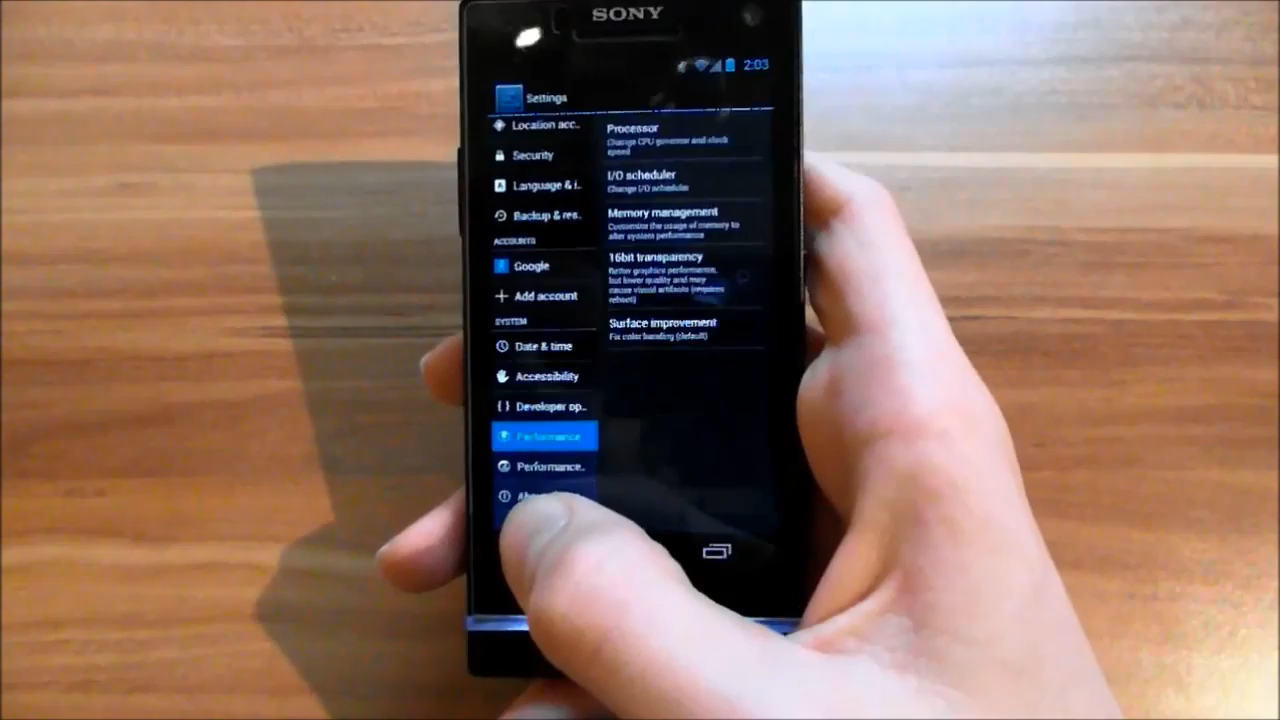 SONY
2:03
Settings
Location acc..
Security
Language & i..
Backup & res..
ACCOUNTS
Google
Add account
SYSTEM
Date & time
Accessibility
Developer op..
Performance
Performance..
Processor
Change CPU governor and clock
speed
I/O scheduler
Change I/O scheduler
Memory management
Customize the usage of memory to
alter system performance
16bit transparency
Better graphics performance,
but lower quality and may
cause visual artifacts (requires
reboot)
Surface improvement
Fix color banding (default)